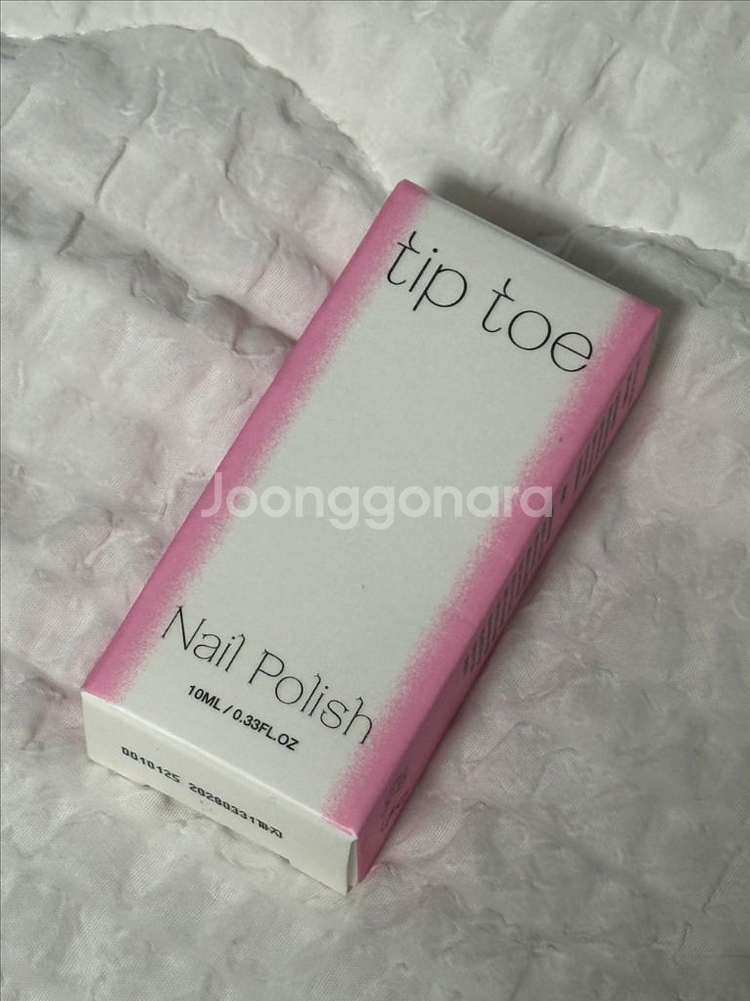 tip toe
Joonggonara
Nail Polish
10ML / 0.33FL.OZ
0010125 20280331까지